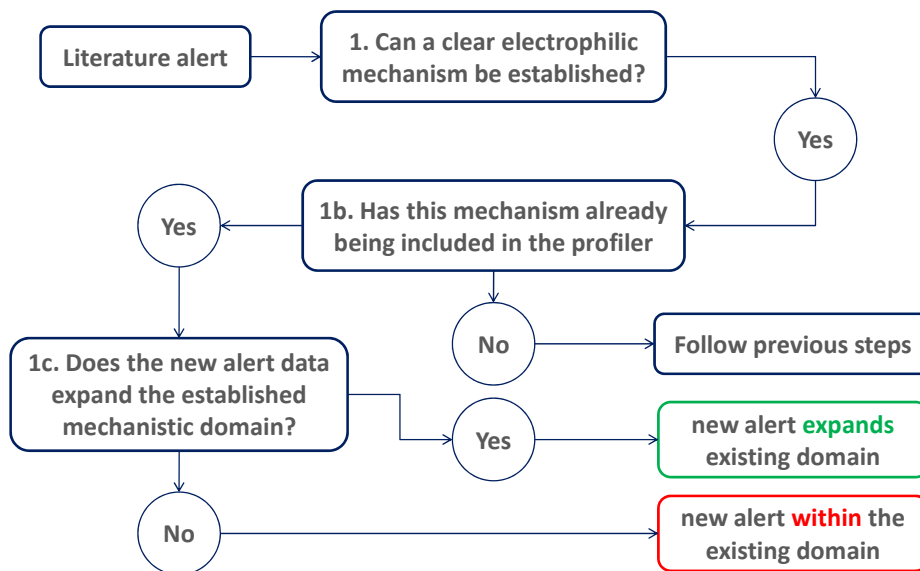 Literature alert
1. Can a clear electrophilic
mechanism be established?
Yes
1b. Has this mechanism already
being included in the profiler
Yes
No
Follow previous steps
1c. Does the new alert data
expand the established
mechanistic domain?
Yes
new alert expands
existing domain
No
new alert within the
existing domain